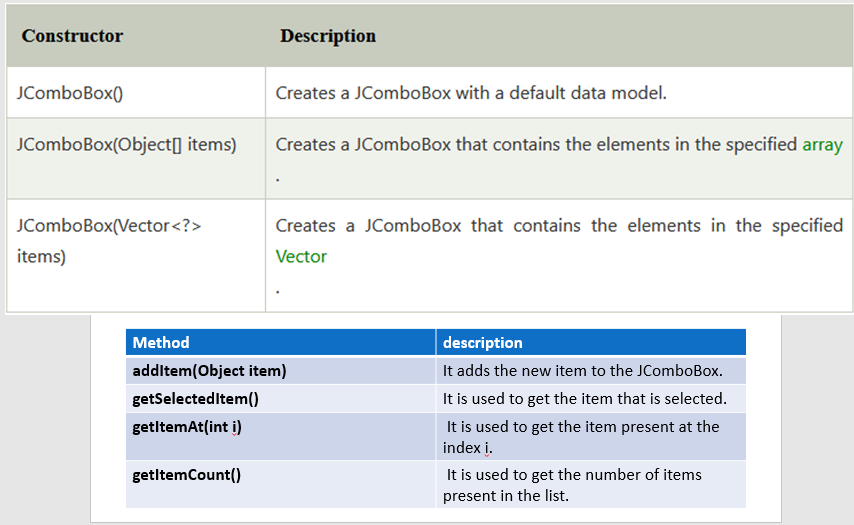 Constructor Description
JComboBox() Creates a JComboBox with a default data model.
JComboBox(Object[] items) Creates a JComboBox that contains the elements in the specified array
.
JComboBox(Vector<?> Creates a JComboBox that contains the elements in the specified
items) Vector
.
Method description
addItem(Object item) It adds the new item to the JComboBox.
getSelectedItem() It is used to get the item that is selected.
getItemAt(int i) It is used to get the item present at the
index i.
getItemCount() It is used to get the number of items
present in the list.